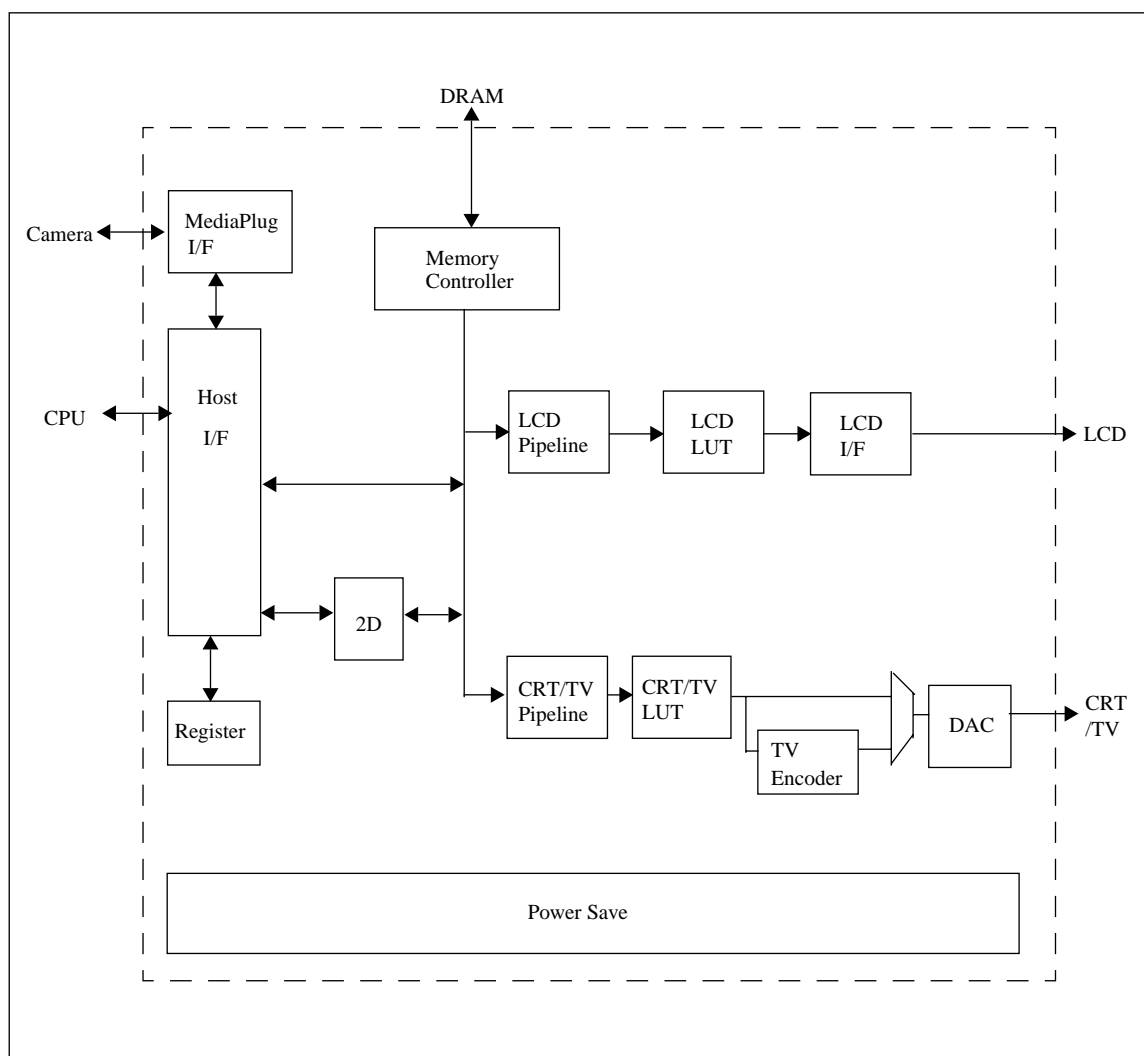 DRAM
MediaPlug
I/F
Camera
Memory
Controller
Host
I/F
CPU
LCD
Pipeline
LCD
LUT
LCD
I/F
LCD
2D
CRT/TV
Pipeline
CRT/TV
LUT
TV
Encoder
DAC
CRT
/TV
Register
Power Save